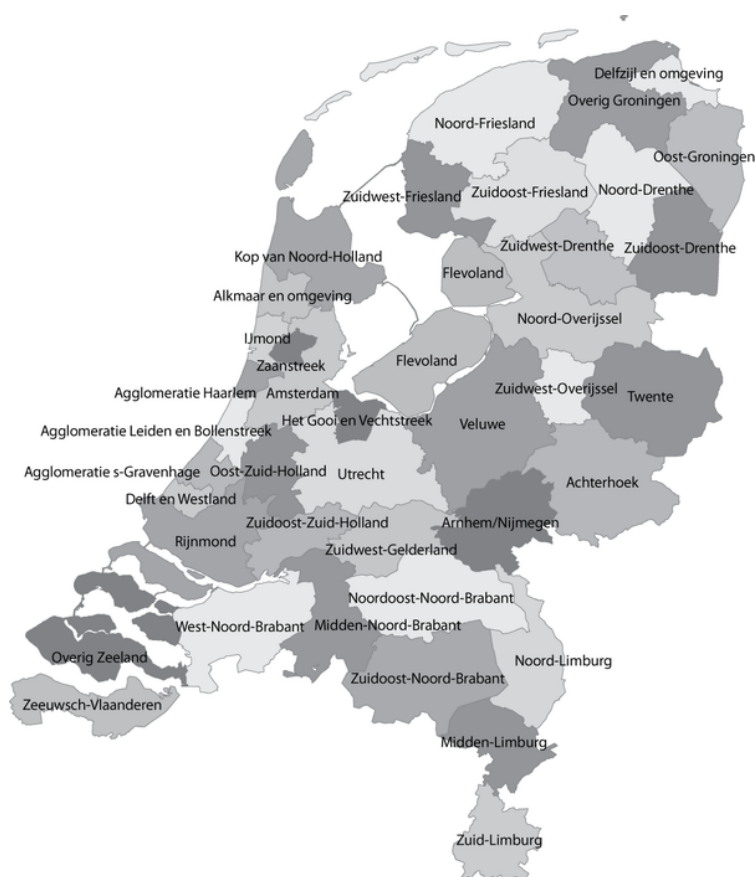 Delfzijl en omgeving
Overig Groningen
Noord-Friesland
Oost-Groningen
Zuidwest-Friesland
Zuidoost-Friesland
Noord-Drenthe
Kop van Noord-Holland
Zuidwest-Drenthe
Zuidoost-Drenthe
Flevoland
Alkmaar en omgeving
Noord-Overijssel
IJmond
Zaanstreek
Flevoland
Agglomeratie Haarlem
Amsterdam
Zuidwest-Overijssel
Twente
Het Gooi en Vechtstreek
Veluwe
Agglomeratie Leiden en Bollenstreek
Agglomeratie s-Gravenhage
Oost-Zuid-Holland
Utrecht
Achterhoek
Delft en Westland
Zuidoost-Zuid-Holland
Arnhem/Nijmegen
Rijnmond
Zuidwest-Gelderland
Noordoost-Noord-Brabant
West-Noord-Brabant
Midden-Noord-Brabant
Overig Zeeland
Noord-Limburg
Zuidoost-Noord-Brabant
Zeeuwsch-Vlaanderen
Midden-Limburg
Zuid-Limburg